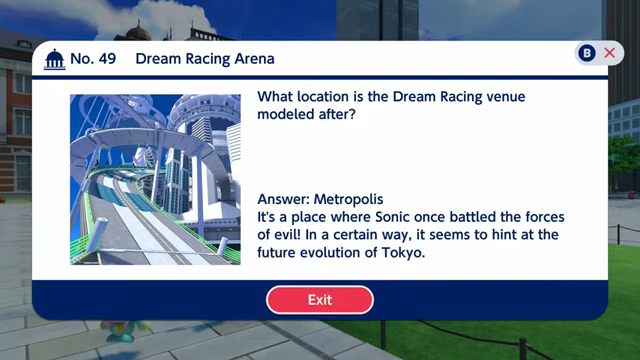 No. 49 Dream Racing Arena
B
What location is the Dream Racing venue
modeled after?
Answer: Metropolis
It's a place where Sonic once battled the forces
of evil! In a certain way, it seems to hint at the
future evolution of Tokyo.
Exit